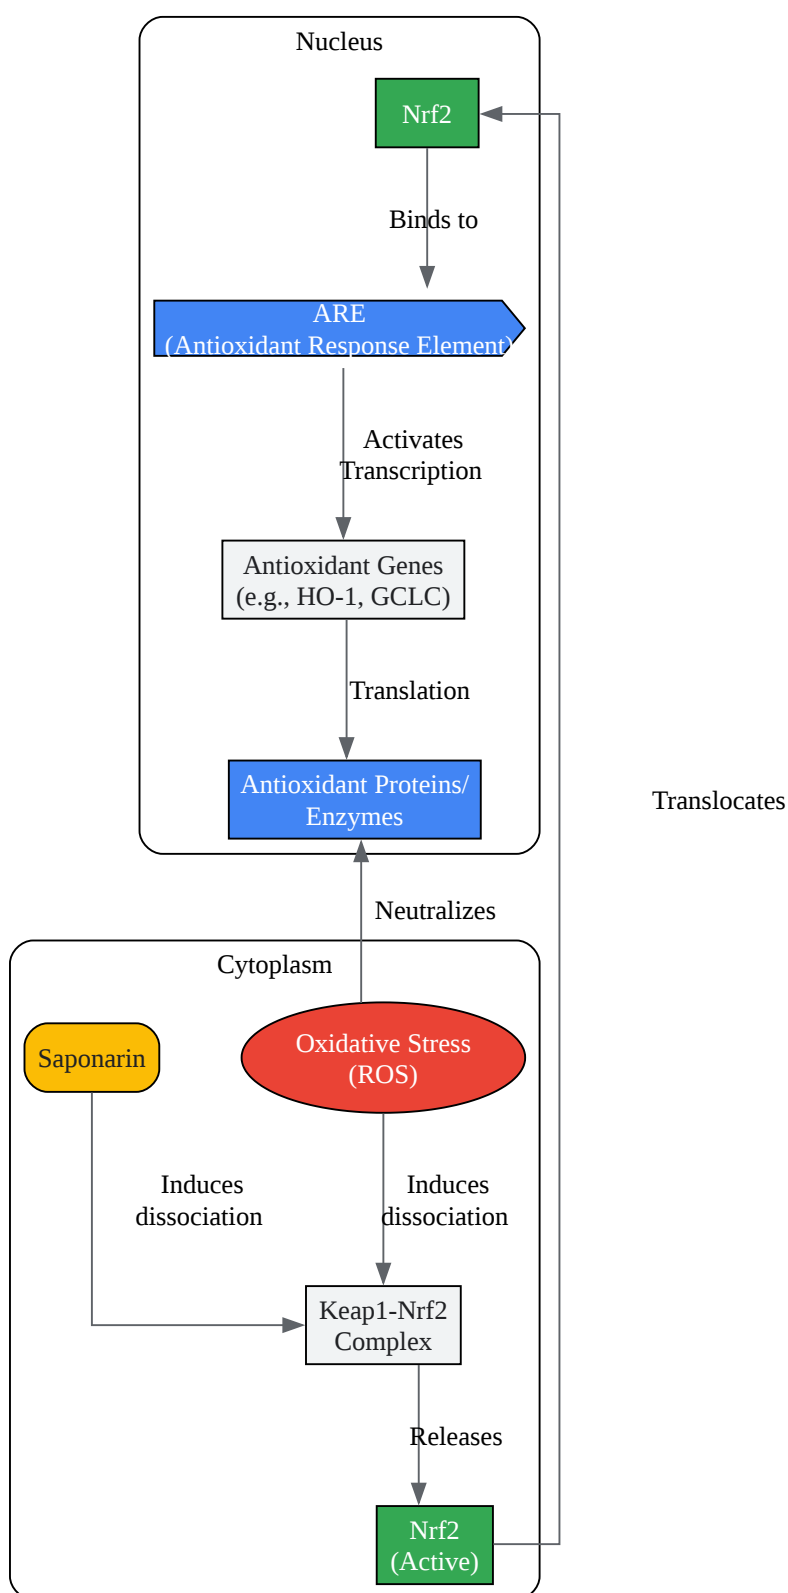 Nucleus
Nrf2
Binds to
ARE
(Antioxidant Response Element)
Activates
Transcription
Antioxidant Genes
(e.g., HO-1, GCLC)
Translation
Antioxidant Proteins/
Enzymes
Translocates
Neutralizes
Cytoplasm
Saponarin
Oxidative Stress
(ROS)
Induces
dissociation
Induces
dissociation
Keap1-Nrf2
Complex
Releases
Nrf2
(Active)